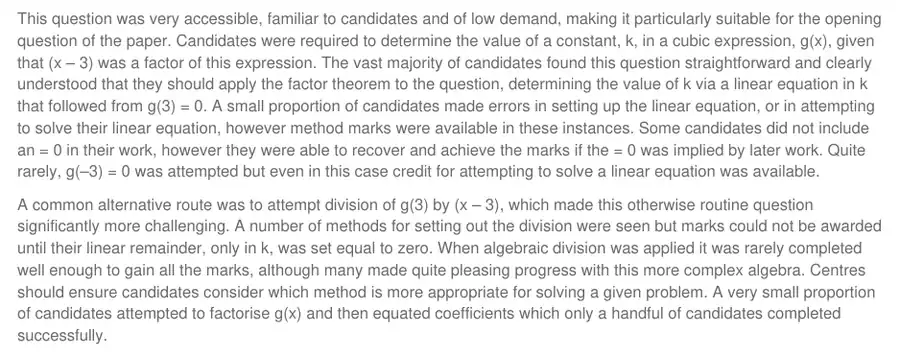 This question was very accessible, familiar to candidates and of low demand, making it particularly suitable for the opening
question of the paper. Candidates were required to determine the value of a constant, k, in a cubic expression, g(x), given
that (x – 3) was a factor of this expression. The vast majority of candidates found this question straightforward and clearly
understood that they should apply the factor theorem to the question, determining the value of k via a linear equation in k
that followed from g(3) = 0. A small proportion of candidates made errors in setting up the linear equation, or in attempting
to solve their linear equation, however method marks were available in these instances. Some candidates did not include
an = 0 in their work, however they were able to recover and achieve the marks if the = 0 was implied by later work. Quite
rarely, g(–3) = 0 was attempted but even in this case credit for attempting to solve a linear equation was available.
A common alternative route was to attempt division of g(3) by (x – 3), which made this otherwise routine question
significantly more challenging. A number of methods for setting out the division were seen but marks could not be awarded
until their linear remainder, only in k, was set equal to zero. When algebraic division was applied it was rarely completed
well enough to gain all the marks, although many made quite pleasing progress with this more complex algebra. Centres
should ensure candidates consider which method is more appropriate for solving a given problem. A very small proportion
of candidates attempted to factorise g(x) and then equated coefficients which only a handful of candidates completed
successfully.